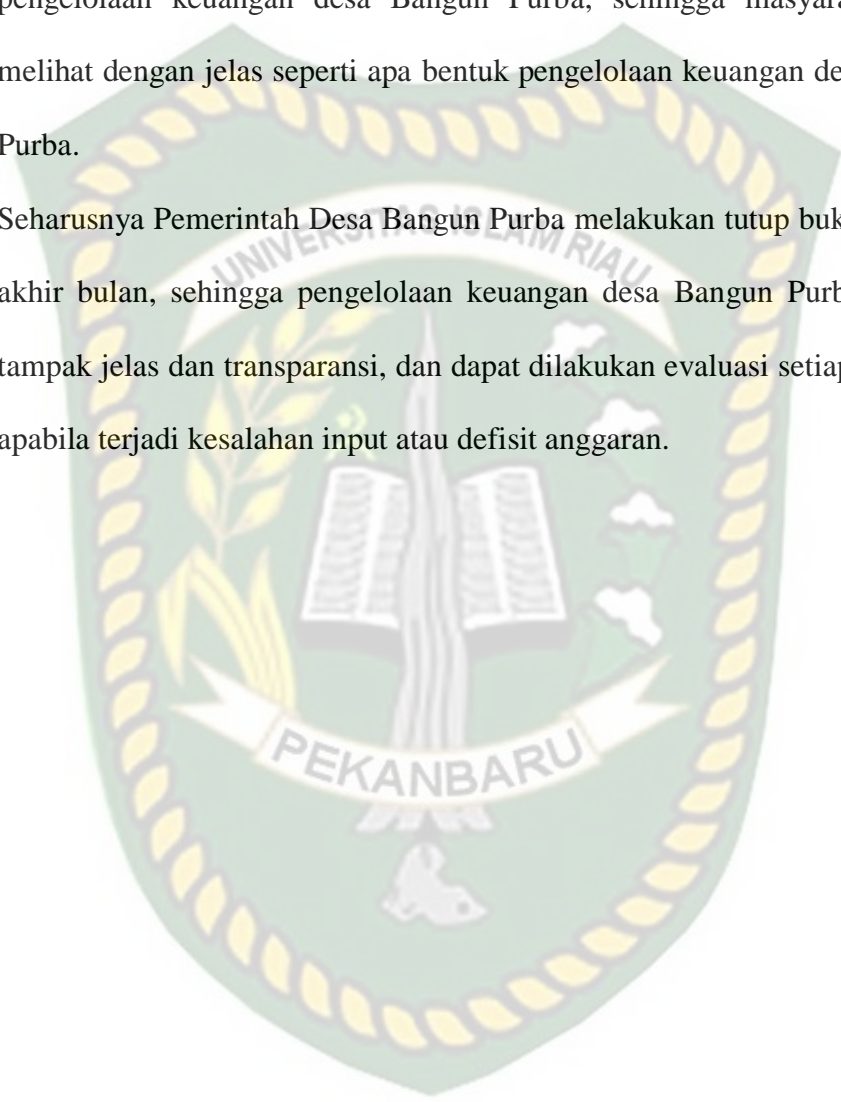 pengelolaan keuangan desa Bangun Purba, sehingga masyara
melihat dengan jelas seperti apa bentuk pengelolaan keuangan de
Purba.
Seharusnya Pemerintah Desa Bangun Purba melakukan tutup buk
akhir bulan, sehingga pengelolaan keuangan desa Bangun Purb
tampak jelas dan transparansi, dan dapat dilakukan evaluasi setiap
apabila terjadi kesalahan input atau defisit anggaran.
UNIVERSITAS ISLAM RIAU
PEKANBARU